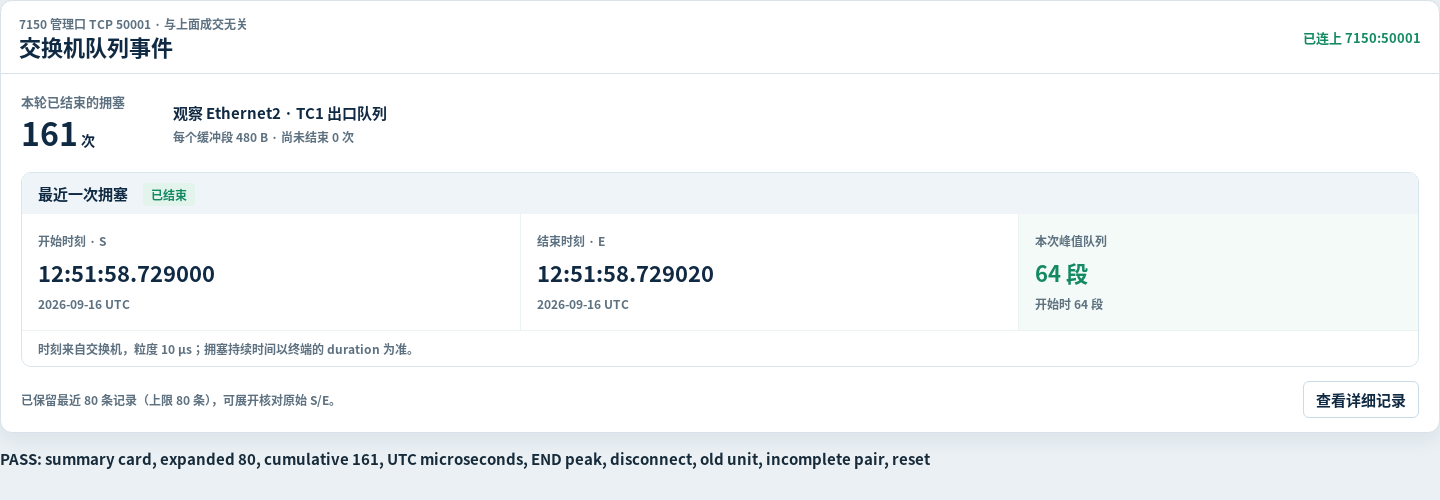 7150 管理口 TCP 50001 · 与上面成交无关
交换机队列事件
已连上 7150:50001
本轮已结束的拥塞
161 次
观察 Ethernet2 · TC1 出口队列
每个缓冲段 480 B · 尚未结束 0 次
最近一次拥塞 已结束
开始时刻 · S
12:51:58.729000
2026-09-16 UTC
结束时刻 · E
12:51:58.729020
2026-09-16 UTC
本次峰值队列
64 段
开始时 64 段
时刻来自交换机，粒度 10 µs；拥塞持续时间以终端的 duration 为准。
已保留最近 80 条记录（上限 80 条），可展开核对原始 S/E。
查看详细记录
PASS: summary card, expanded 80, cumulative 161, UTC microseconds, END peak, disconnect, old unit, incomplete pair, reset